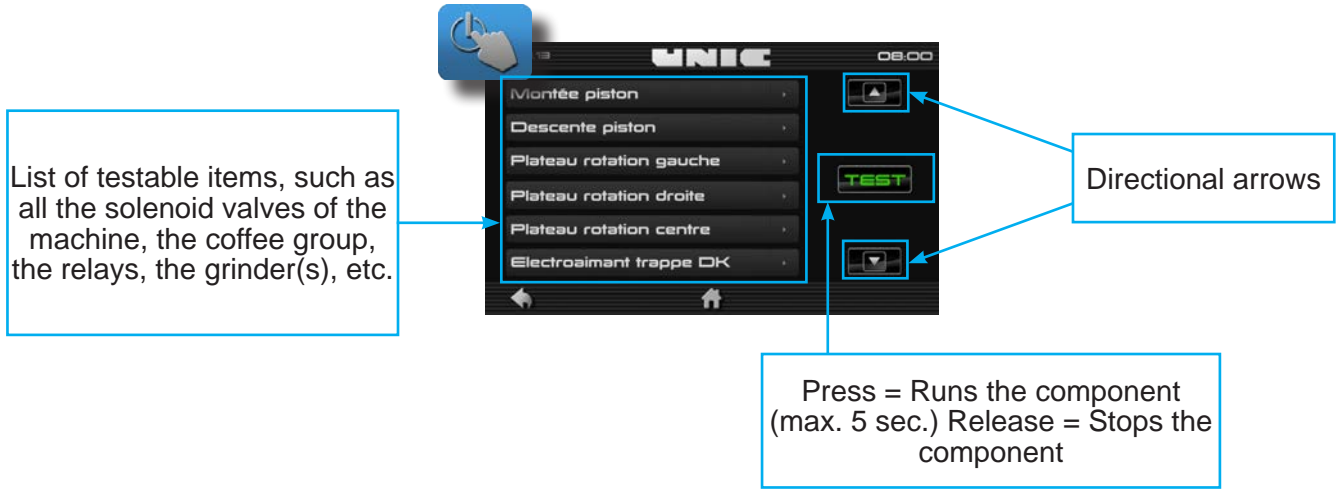 UNIC
08:00
Montée piston
Descente piston
Plateau rotation gauche
Plateau rotation droite
Plateau rotation centre
Electroaimant trappe DK
TEST
List of testable items, such as
all the solenoid valves of the
machine, the coffee group,
the relays, the grinder(s), etc.
Directional arrows
Press = Runs the component
(max. 5 sec.) Release = Stops the
component